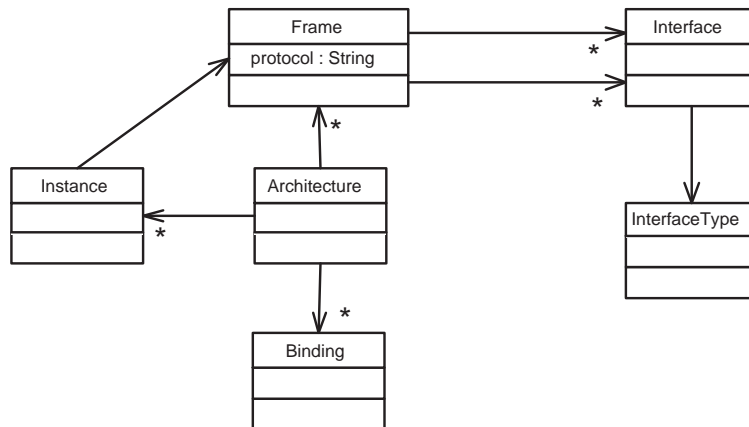 Frame
Interface
protocol : String
*
*
*
Instance
Architecture
*
InterfaceType
*
Binding